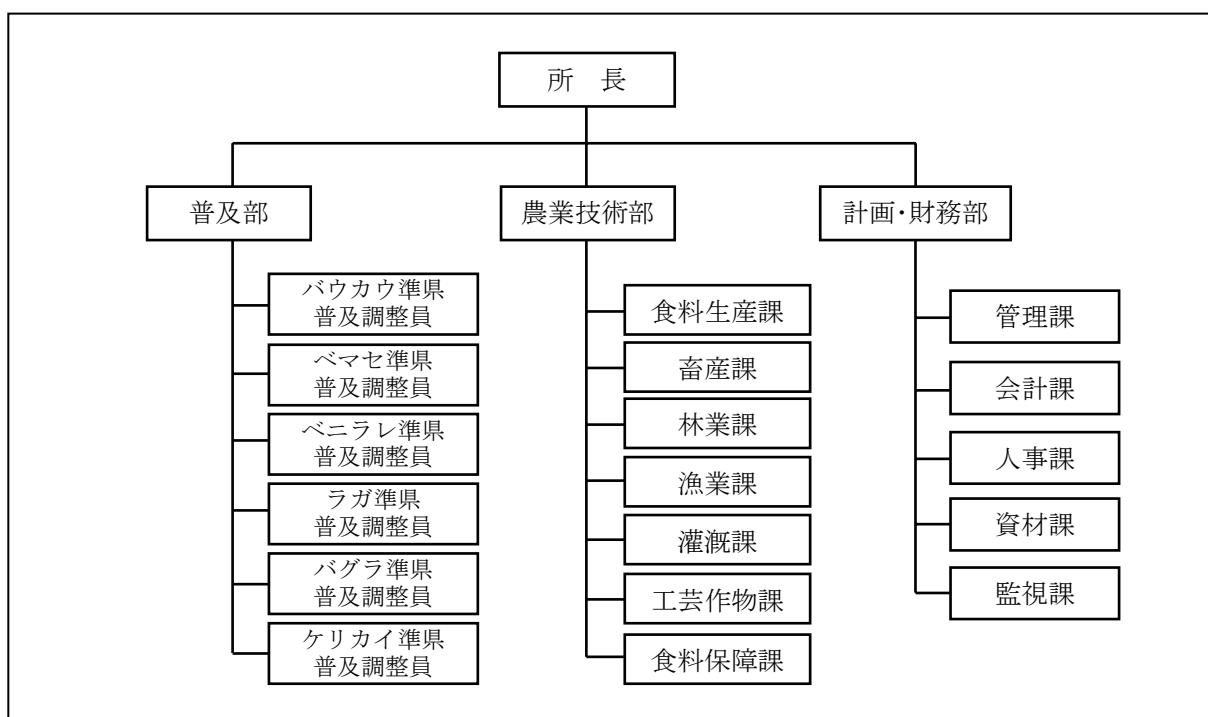 所　長
普及部
バウカウ準県
普及調整員
ベマセ準県
普及調整員
ベニラレ準県
普及調整員
ラガ準県
普及調整員
バグラ準県
普及調整員
ケリカイ準県
普及調整員
農業技術部
食料生産課
畜産課
林業課
漁業課
灌漑課
工芸作物課
食料保障課
計画・財務部
管理課
会計課
人事課
資材課
監視課